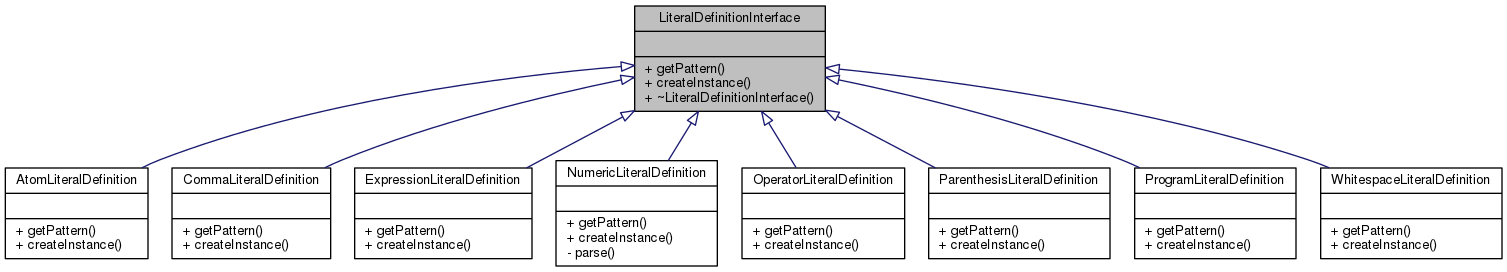 LiteralDefinitionInterface
+ getPattern()
+ createInstance()
+ ~LiteralDefinitionInterface()
AtomLiteralDefinition
+ getPattern()
+ createInstance()
CommaLiteralDefinition
+ getPattern()
+ createInstance()
ExpressionLiteralDefinition
+ getPattern()
+ createInstance()
NumericLiteralDefinition
+ getPattern()
+ createInstance()
- parse()
OperatorLiteralDefinition
+ getPattern()
+ createInstance()
ParenthesisLiteralDefinition
+ getPattern()
+ createInstance()
ProgramLiteralDefinition
+ getPattern()
+ createInstance()
WhitespaceLiteralDefinition
+ getPattern()
+ createInstance()